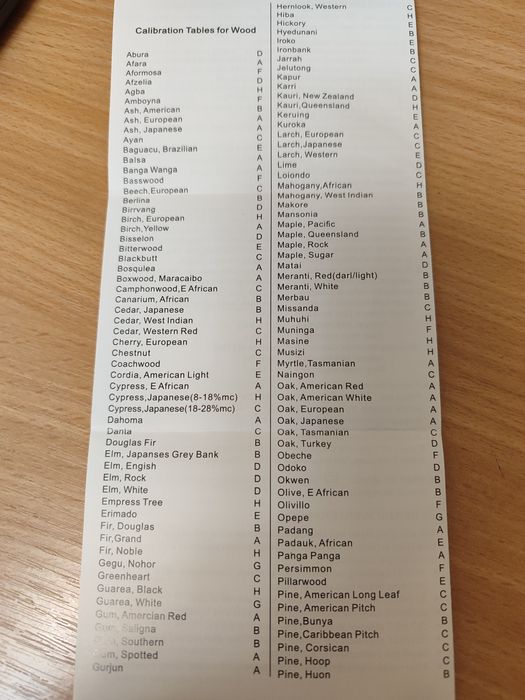 Calibration Tables for Wood
Abura D
Afara A
Aformosa F
Afzelia D
Agba H
Amboyna F
Ash, American B
Ash, European A
Ash, Japanese A
Ayan C
Baguacu, Brazilian E
Balsa A
Banga Wanga A
Basswood F
Beech,European C
Berlina B
Birrvang D
Birch, European H
Birch,Yellow A
Bisselon D
Bitterwood E
Blackbutt C
Bosqulea A
Boxwood, Maracaibo A
Camphonwood,E African C
Canarium, African B
Cedar, Japanese B
Cedar, West Indian H
Cedar, Western Red C
Cherry, European H
Chestnut C
Coachwood F
Cordia, American Light E
Cypress, E African A
Cypress,Japanese(8-18%mc) H
Cypress,Japanese(18-28%mc) C
Dahoma A
Danta C
Douglas Fir B
Elm, Japanses Grey Bank B
Elm, Engish D
Elm, Rock D
Elm, White D
Empress Tree H
Erimado E
Fir, Douglas B
Fir,Grand A
Fir, Noble H
Gegu, Nohor G
Greenheart C
Guarea, Black H
Guarea, White G
Gum, Amercian Red A
Gum, Saligna B
Southern B
Gum, Spotted A
Gurjun A
Hernlook, Western C
Hiba H
Hickory E
Hyedunani B
Iroko E
Ironbank B
Jarrah C
Jelutong C
Kapur A
Karri A
Kauri, New Zealand D
Kauri,Queensland H
Keruing E
Kuroka A
Larch, European C
Larch,Japanese C
Larch, Western E
Lime D
Loiondo C
Mahogany,African H
Mahogany, West Indian B
Makore B
Mansonia B
Maple, Pacific A
Maple, Queensland B
Maple, Rock A
Maple, Sugar A
Matai D
Meranti, Red(darl/light) B
Meranti, White B
Merbau B
Missanda C
Muhuhi H
Muninga F
Masine H
Musizi H
Myrtle,Tasmanian A
Naingon C
Oak, American Red A
Oak, American White A
Oak, European A
Oak, Japanese A
Oak, Tasmanian C
Oak, Turkey D
Obeche F
Odoko D
Okwen B
Olive, E African B
Olivillo F
Opepe G
Padang A
Padauk, African E
Panga Panga A
Persimmon F
Pillarwood E
Pine, American Long Leaf C
Pine, American Pitch C
Pine,Bunya B
Pine,Caribbean Pitch C
Pine, Corsican C
Pine, Hoop C
Pine, Huon B